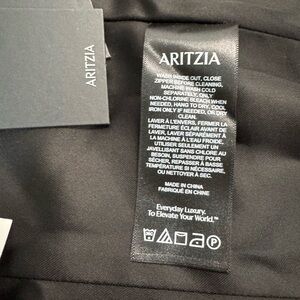 ARITZIA
ARITZIA
WASH INSIDE OUT, CLOSE
ZIPPER BEFORE CLEANING,
MACHINE WASH COLD
SEPARATELY, ONLY
NON-CHLORINE BLEACH WHEN
NEEDED, HANG TO DRY, COOL
IRON ONLY IF NEEDED, OR DRY
CLEAN.
LAVER À L'ENVERS, FERMER LA
FERMETURE ÉCLAIR AVANT DE
LAVER, LAVER SÉPARÉMENT À
LA MACHINE À L'EAU FROIDE,
UTILISER SEULEMENT UN
JAVELLISANT SANS CHLORE AU
BESOIN, SUSPENDRE POUR
SÉCHER, REPASSER À BASSE
TEMPÉRATURE SI NÉCESSAIRE
OU NETTOYER À SEC.
MADE IN CHINA
FABRIQUÉ EN CHINE
Everyday Luxury.
To Elevate Your World.™
P